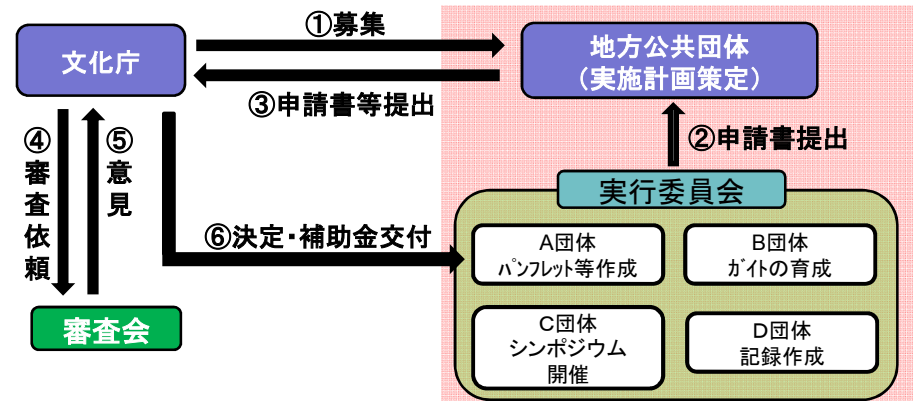 ①募集
文化庁
地方公共団体
（実施計画策定）
③申請書等提出
②申請書提出
④審査依頼
⑤意見
実行委員会
⑥決定・補助金交付
A団体
ﾊﾟﾝﾌﾚｯﾄ等作成
B団体
ｶﾞｲﾄの育成
C団体
シンポジウム
開催
D団体
記録作成
審査会